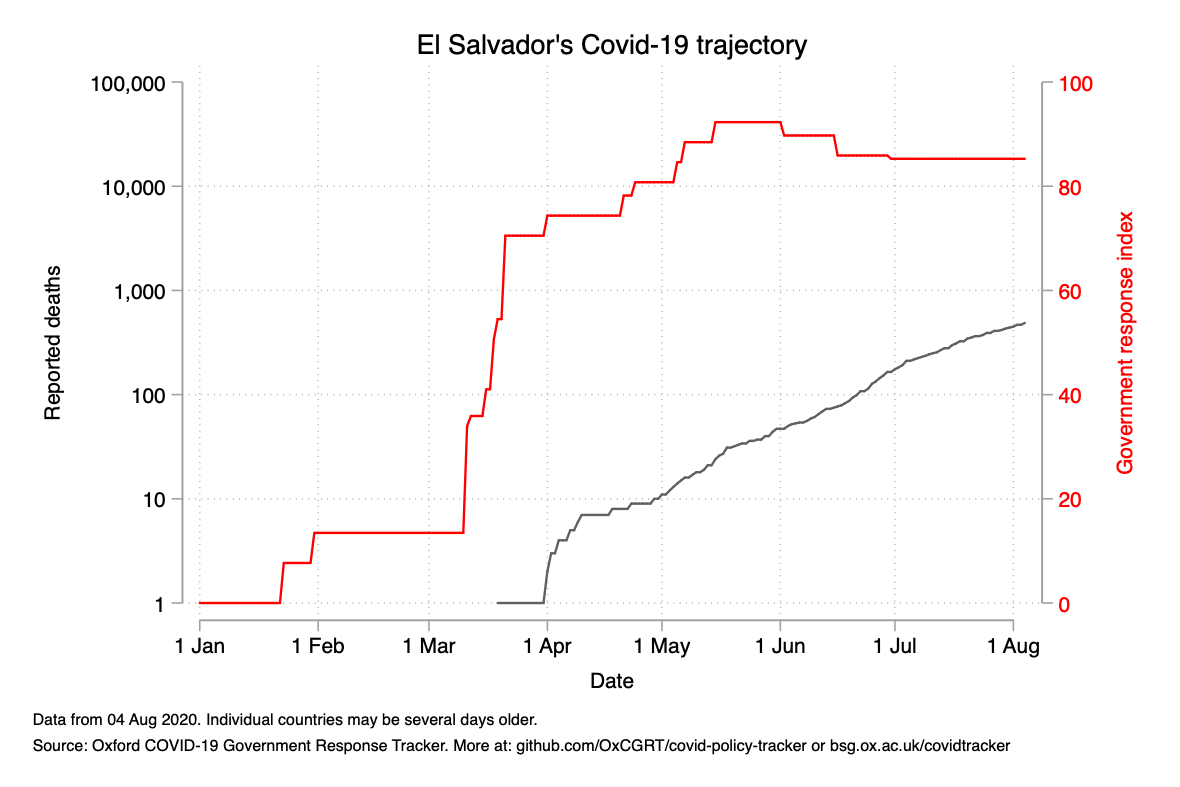 El Salvador's Covid-19 trajectory
100,000
10,000
1,000
100
10
1
Reported deaths
100
80
60
40
20
0
Government response index
1 Jan 1 Feb 1 Mar 1 Apr 1 May 1 Jun 1 Jul 1 Aug
Date
Data from 04 Aug 2020. Individual countries may be several days older.
Source: Oxford COVID-19 Government Response Tracker. More at: github.com/OxCGRT/covid-policy-tracker or bsg.ox.ac.uk/covidtracker